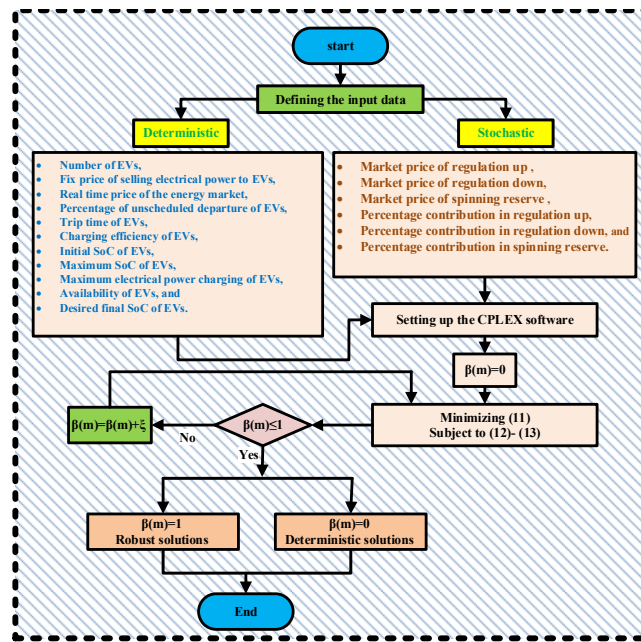 start
Defining the input data
Deterministic
Stochastic
Number of EVs,
Fix price of selling electrical power to EVs,
Real time price of the energy market,
Percentage of unscheduled departure of EVs,
Trip time of EVs,
Charging efficiency of EVs,
Initial SoC of EVs,
Maximum SoC of EVs,
Maximum electrical power charging of EVs,
Availability of EVs, and
Desired final SoC of EVs.
Market price of regulation up ,
Market price of regulation down,
Market price of spinning reserve ,
Percentage contribution in regulation up,
Percentage contribution in regulation down, and
Percentage contribution in spinning reserve.
Setting up the CPLEX software
β(m)=0
Minimizing (11)
Subject to (12)- (13)
β(m)≤1
β(m)=β(m)+ξ
No
Yes
β(m)=1
Robust solutions
β(m)=0
Deterministic solutions
End